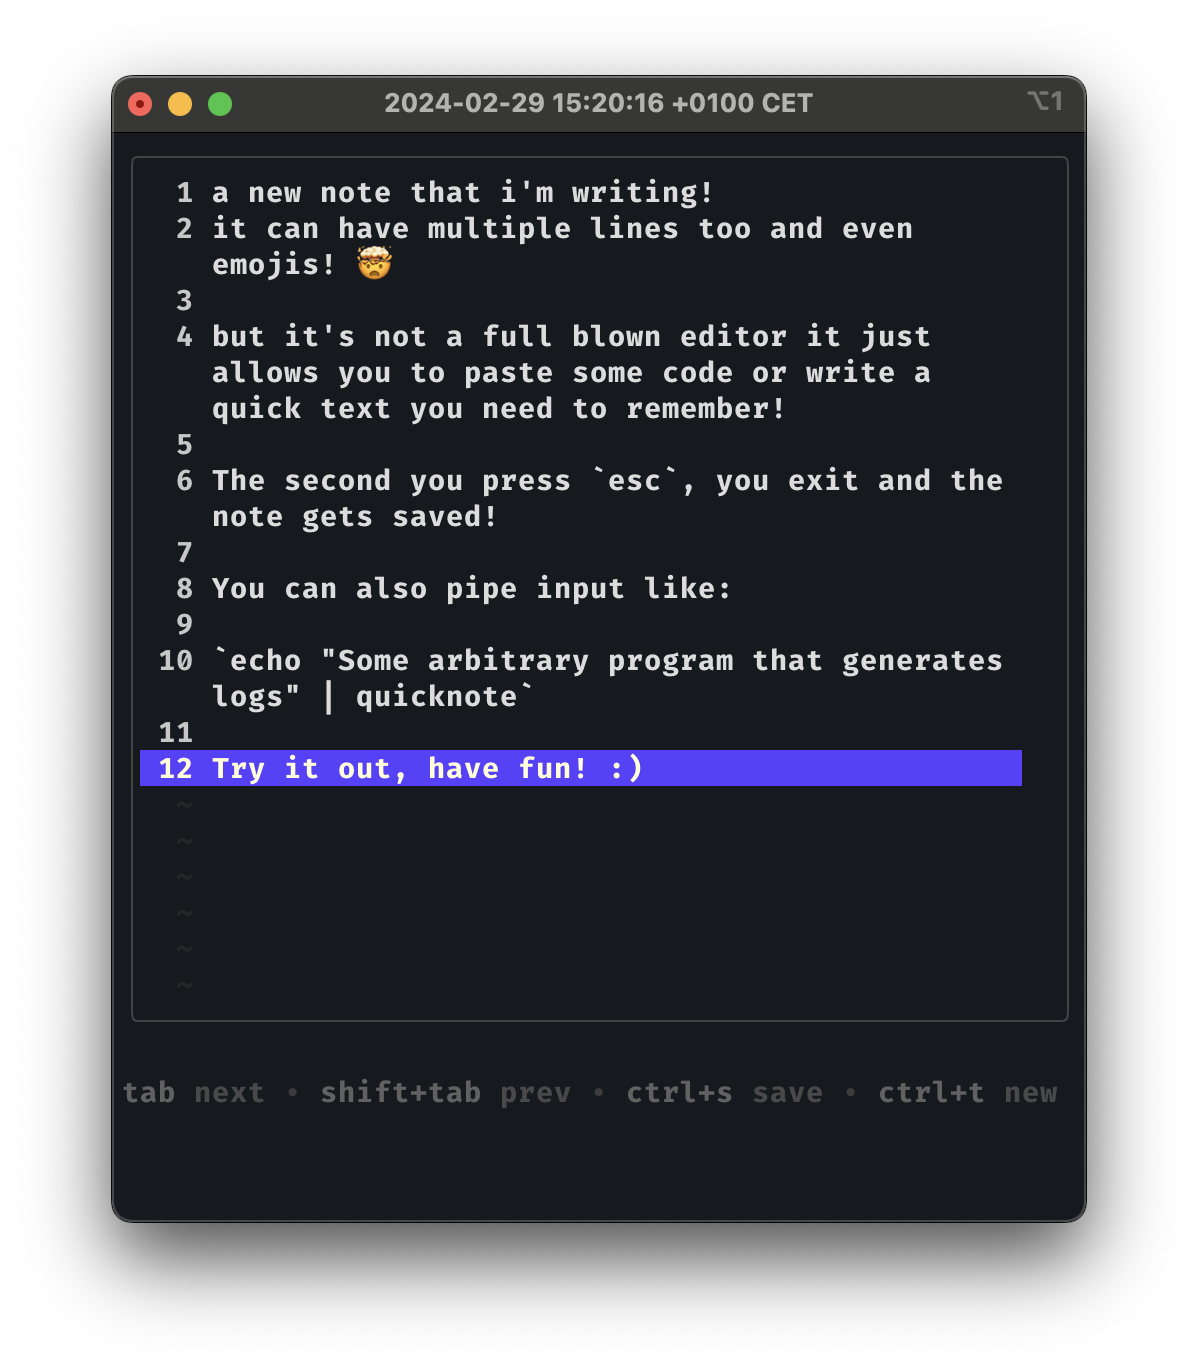 2024-02-29 15:20:16 +0100 CET ⌥1
1 a new note that i'm writing!
2 it can have multiple lines too and even
emojis! 🤯
3
4 but it's not a full blown editor it just
allows you to paste some code or write a
quick text you need to remember!
5
6 The second you press `esc`, you exit and the
note gets saved!
7
8 You can also pipe input like:
9
10 `echo "Some arbitrary program that generates
logs" | quicknote`
11
12 Try it out, have fun! :)
~
~
~
~
~
~
tab next • shift+tab prev • ctrl+s save • ctrl+t new